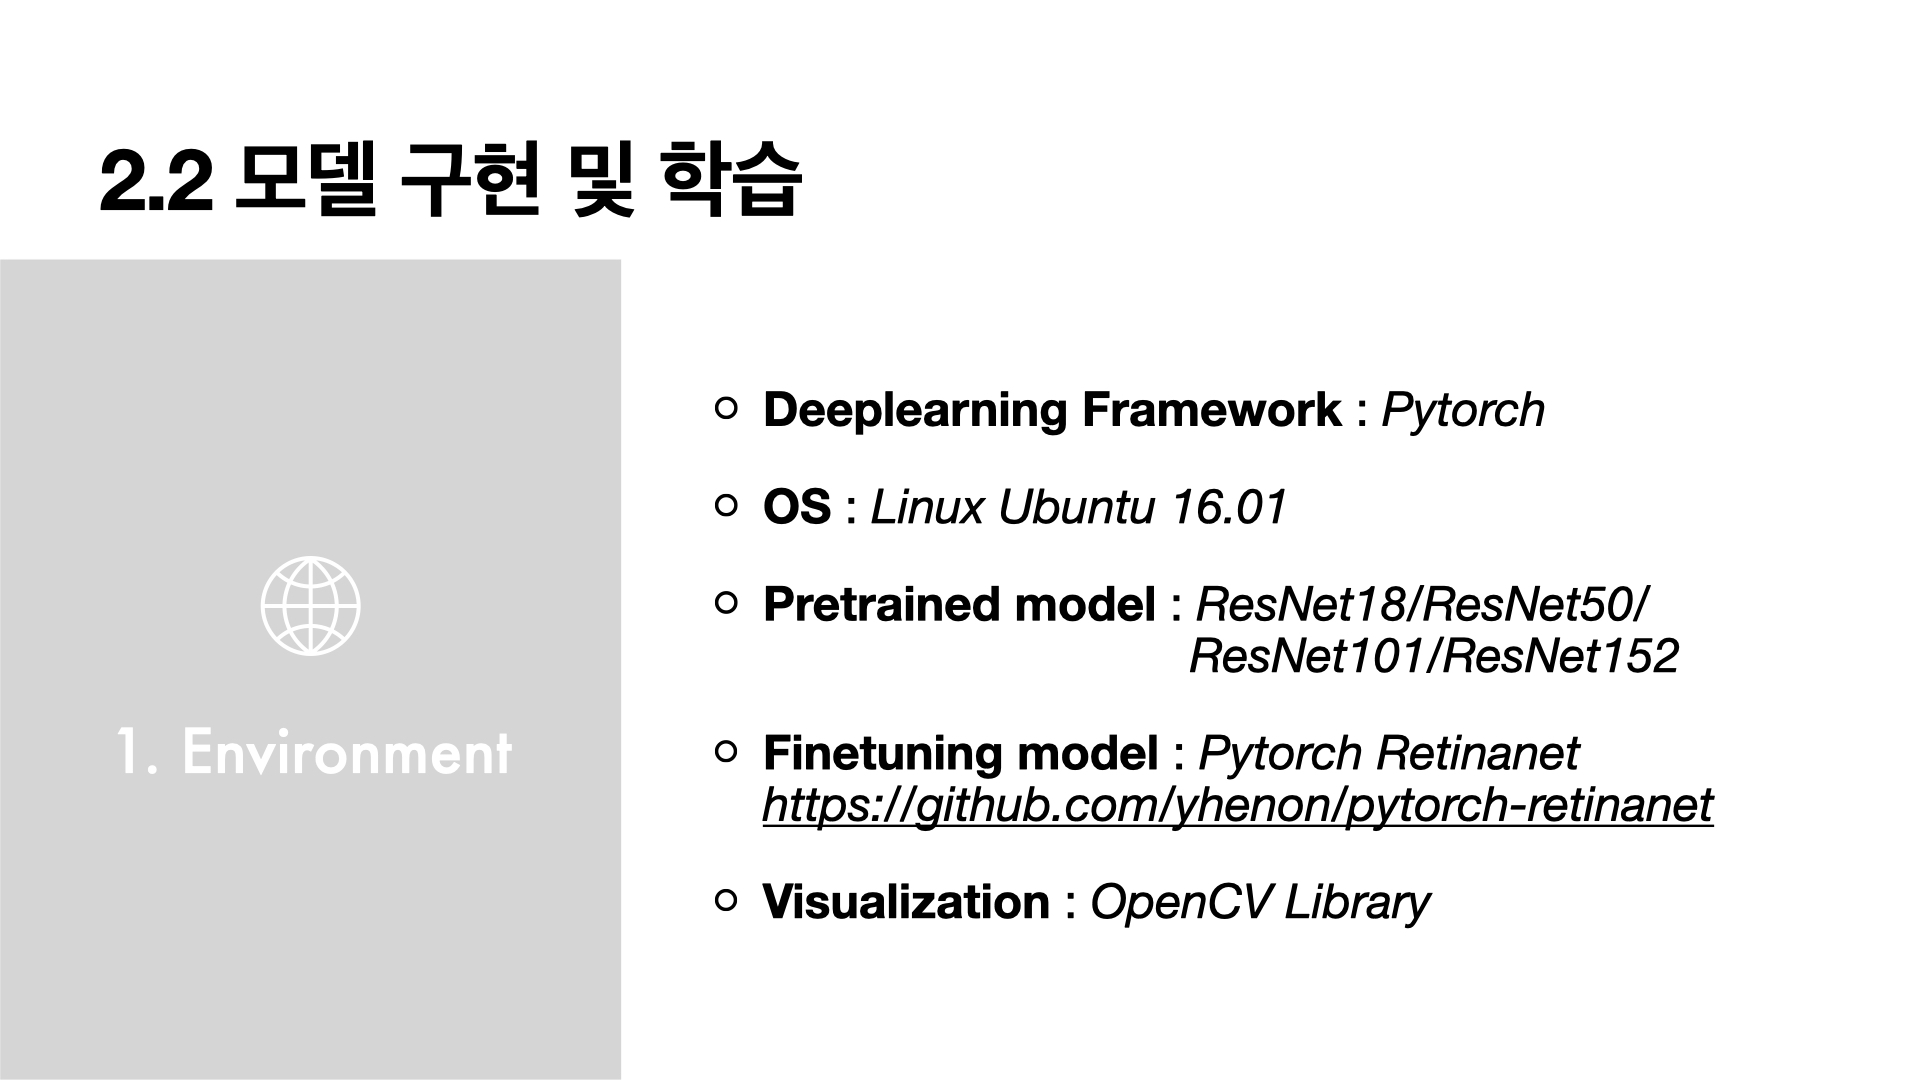 2.2 모델 구현 및 학습
1. Environment
Deeplearning Framework : Pytorch
OS : Linux Ubuntu 16.01
Pretrained model : ResNet18/ResNet50/
ResNet101/ResNet152
Finetuning model : Pytorch Retinanet
https://github.com/yhenon/pytorch-retinanet
Visualization : OpenCV Library